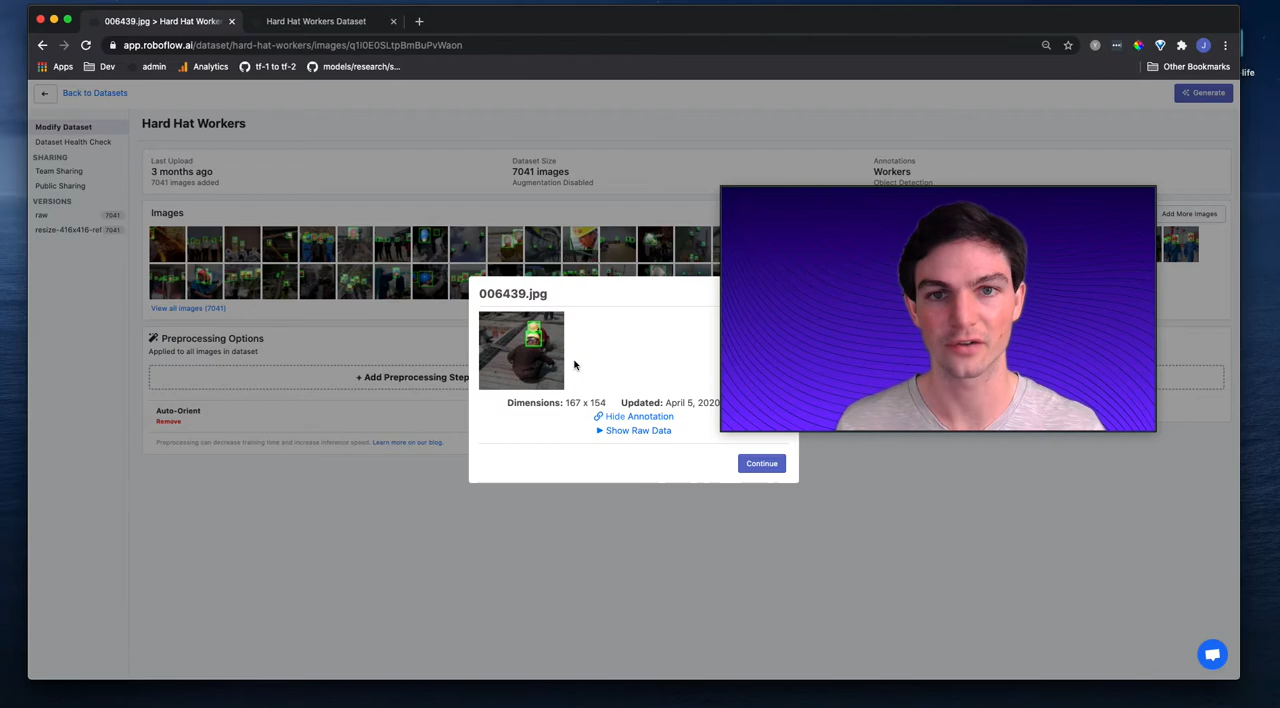 006439.jpg > Hard Hat Worke
Hard Hat Workers Dataset
app.roboflow.ai/dataset/hard-hat-workers/images/q1I0E0SLtpBmBuPvWaon
Apps Dev admin Analytics tf-1 to tf-2 models/research/s... Other Bookmarks
life
Back to Datasets
Generate
Modify Dataset
Dataset Health Check
SHARING
Team Sharing
Public Sharing
VERSIONS
raw 7041
resize-416x416-ref 7041
Hard Hat Workers
Last Upload
3 months ago
7041 images added
Dataset Size
7041 images
Augmentation Disabled
Annotations
Workers
Object Detection
Images
Add More Images
View all images (7041)
Preprocessing Options
Applied to all images in dataset
+ Add Preprocessing Step
Auto-Orient
Remove
Preprocessing can decrease training time and increase inference speed. Learn more on our blog.
006439.jpg
Dimensions: 167 x 154 Updated: April 5, 2020
Hide Annotation
Show Raw Data
Continue